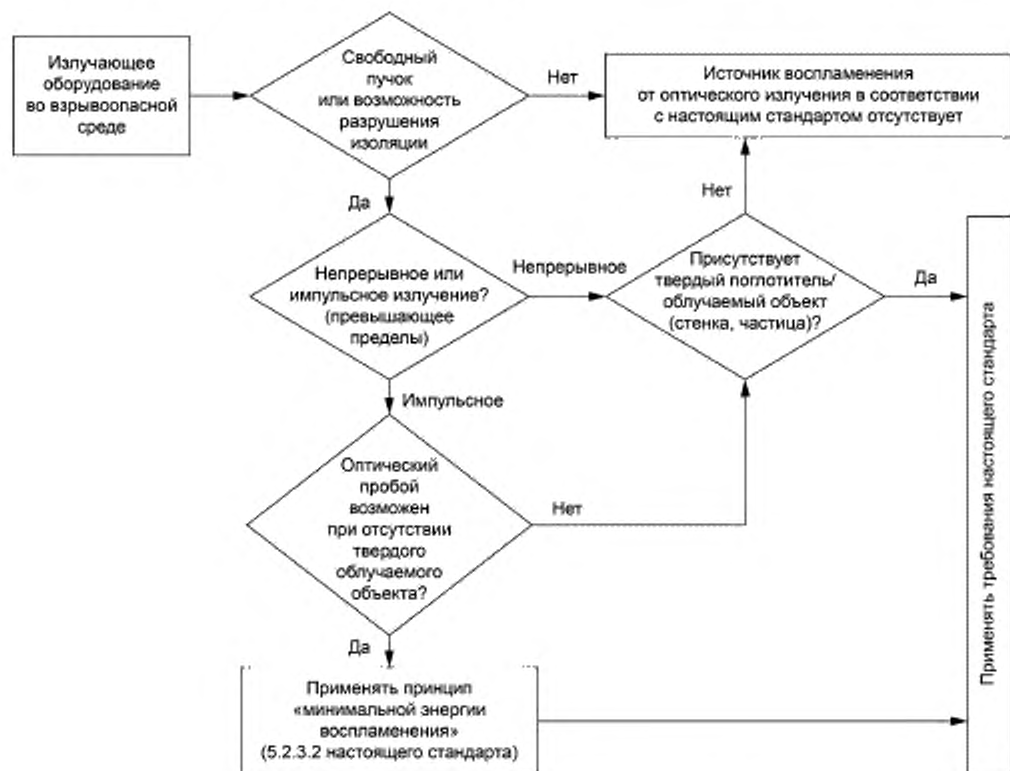 Излучающее
оборудование
во взрывоопасной
среде
Свободный
пучок
или возможность
разрушения
изоляции
Нет
Источник воспламенения
от оптического излучения в соответствии
с настоящим стандартом отсутствует
Да
Нет
Непрерывное или
импульсное излучение?
(превышающее
пределы)
Непрерывное
Присутствует
твердый поглотитель/
облучаемый объект
(стенка, частица)?
Да
Применять требования настоящего стандарта
Импульсное
Оптический
пробой
возможен
при отсутствии
твердого
облучаемого
объекта?
Нет
Да
Применять принцип
«минимальной энергии
воспламенения»
(5.2.3.2 настоящего стандарта)